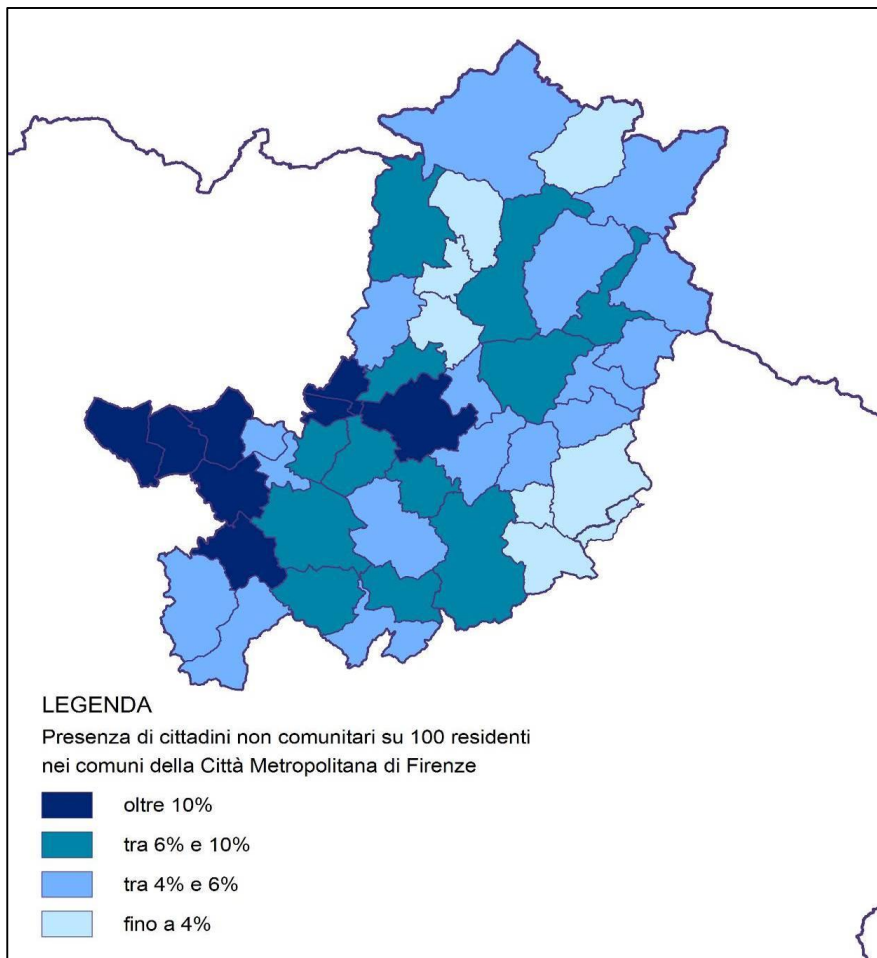 LEGENDA
Presenza di cittadini non comunitari su 100 residenti
nei comuni della Città Metropolitana di Firenze
oltre 10%
tra 6% e 10%
tra 4% e 6%
fino a 4%